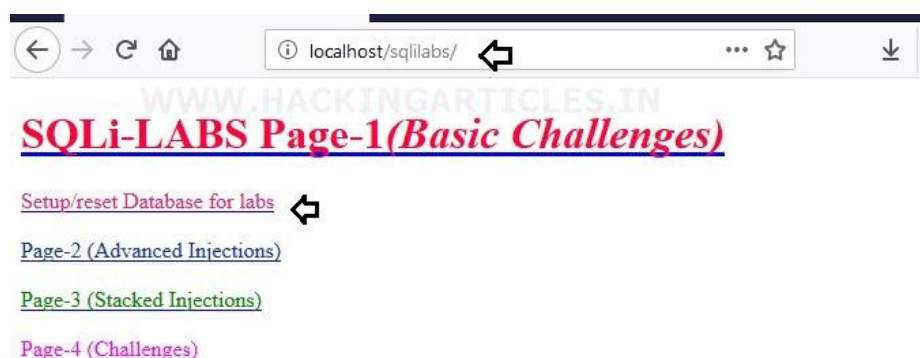 localhost/sqlilabs/
WWW.HACKINGARTICLES.IN
SQLi-LABS Page-1(Basic Challenges)
Setup/reset Database for labs
Page-2 (Advanced Injections)
Page-3 (Stacked Injections)
Page-4 (Challenges)